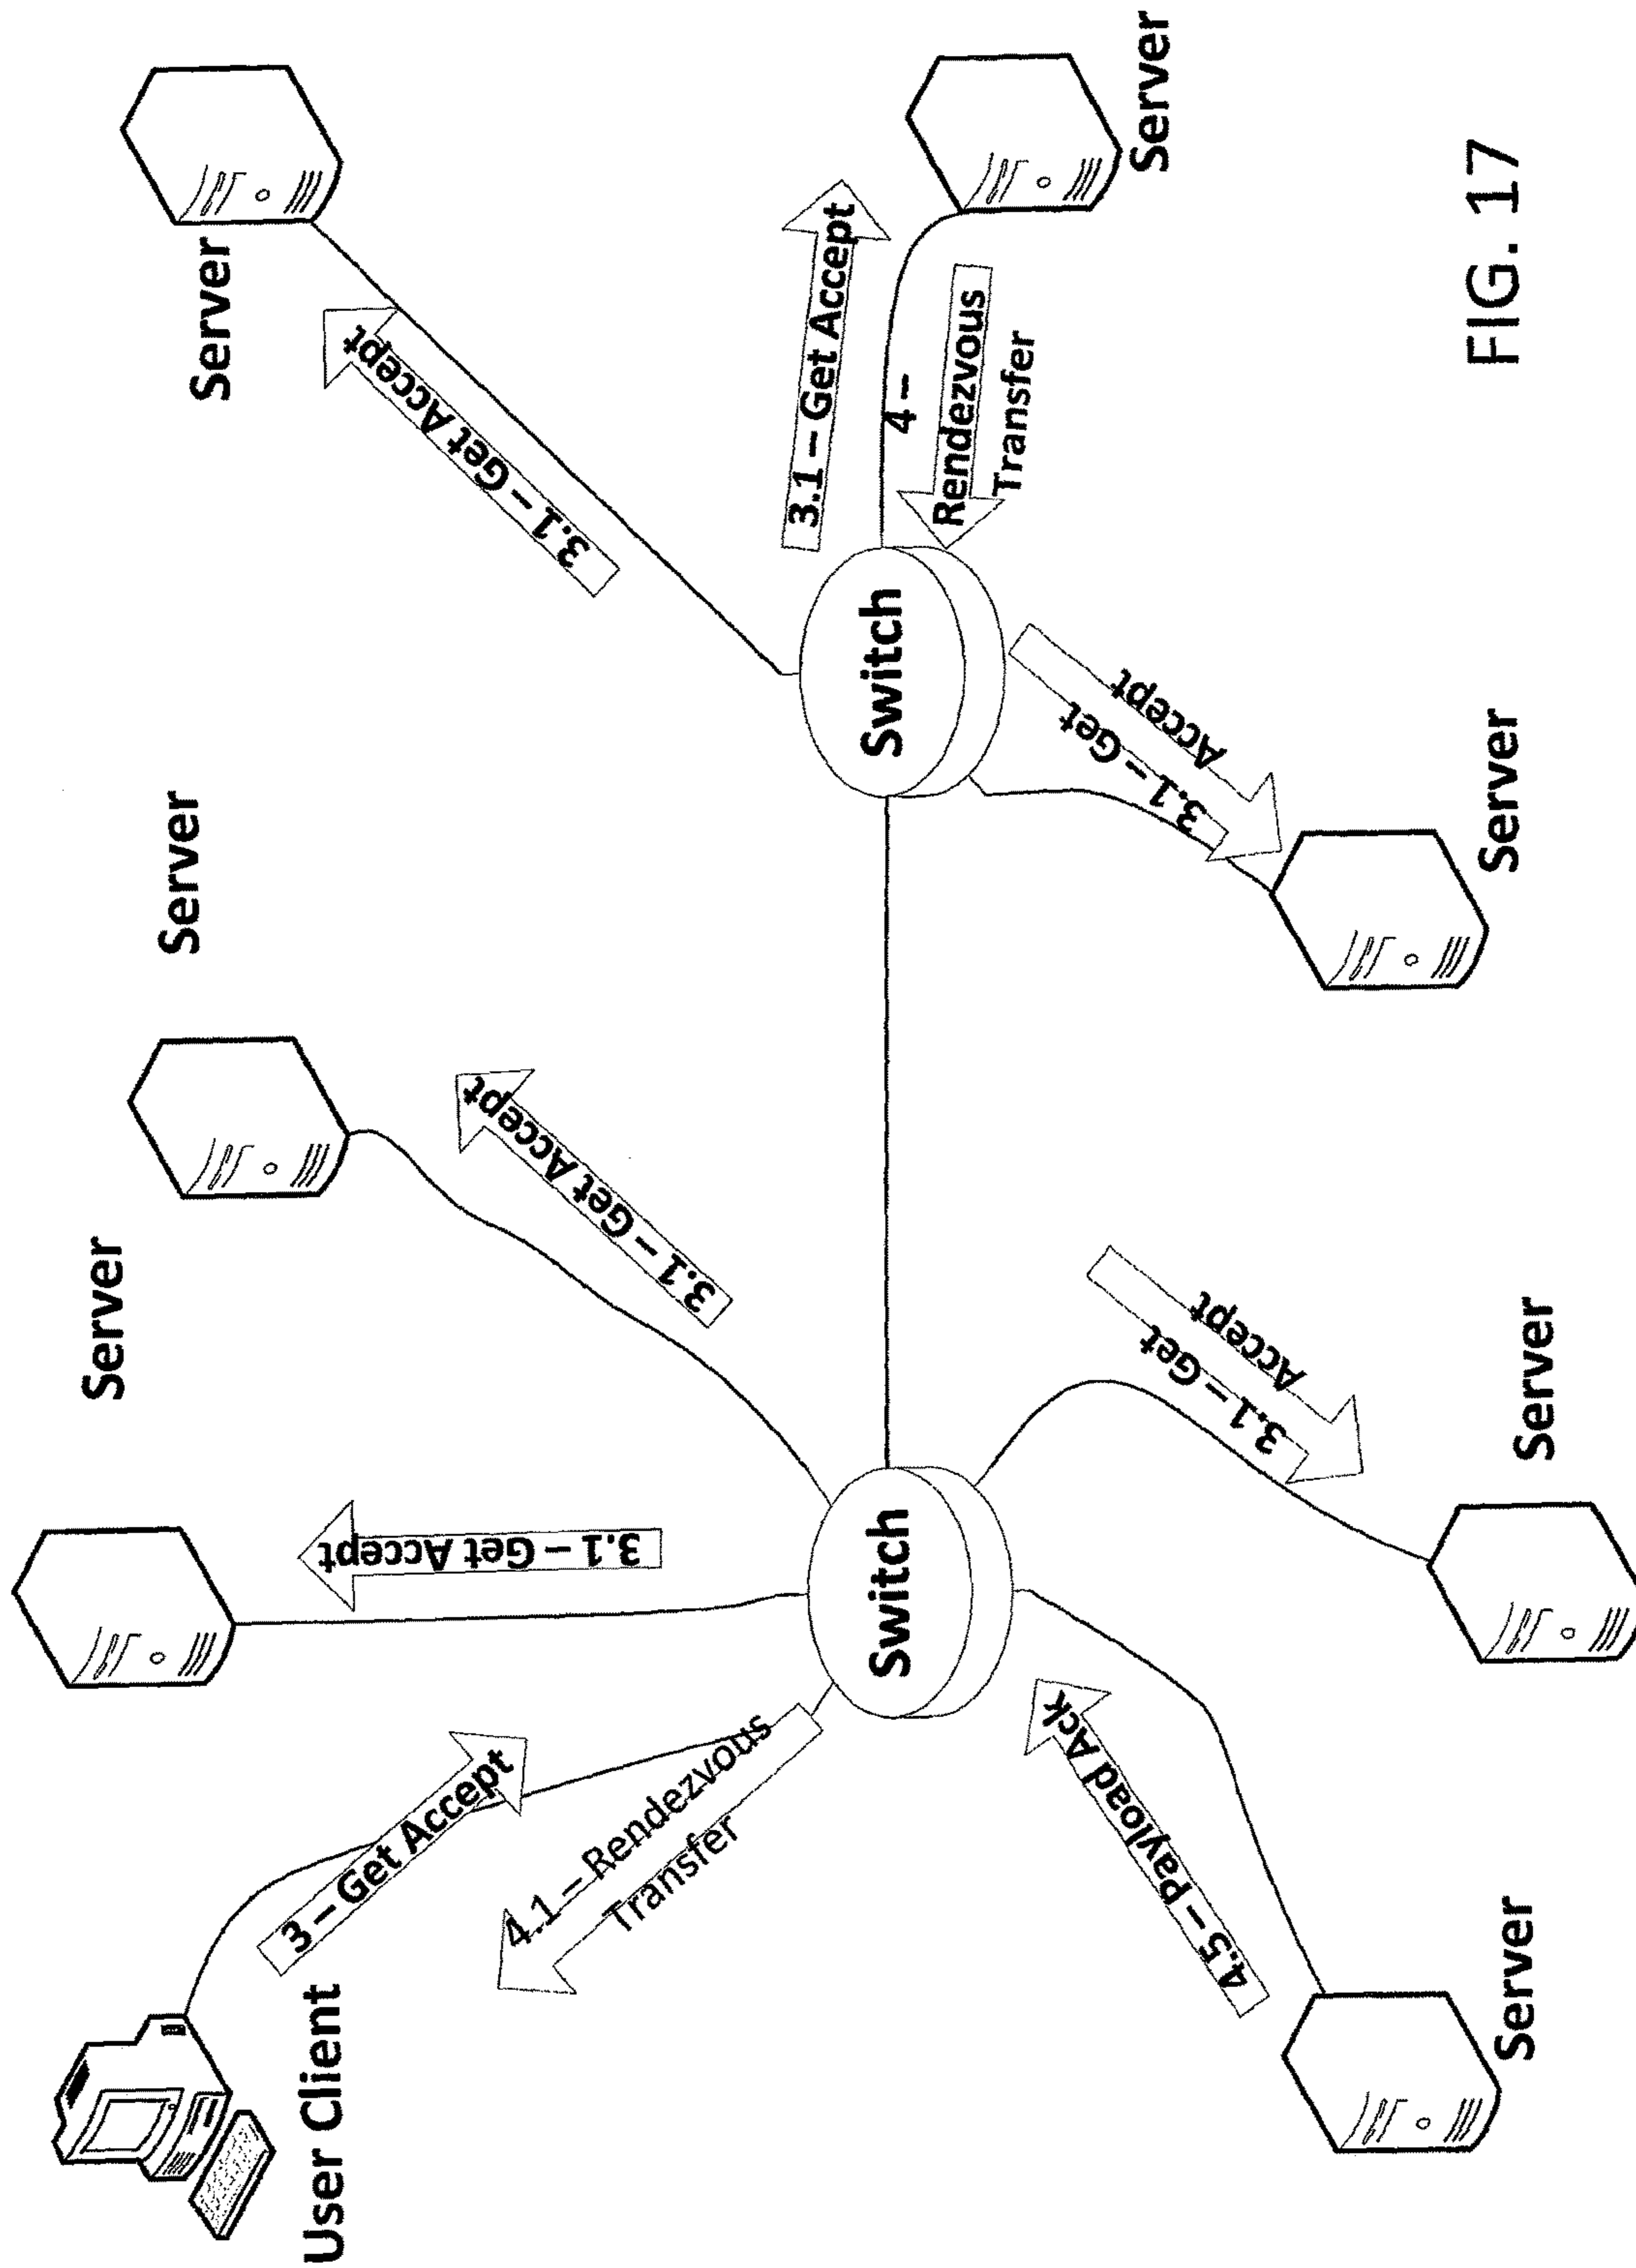 Server
Server
Server
User Client
3 – Get Accept
3.1 – Get Accept
3.1 – Get Accept
3.1 – Get Accept
4.1 – Rendezvous
Transfer
3.1 – Get Accept
4 –
Rendezvous
Transfer
Switch
Switch
Server
4.5 – Payload Ack
3.1 – Get
Accept
3.1 – Get
Accept
Server
Server
Server
FIG. 17